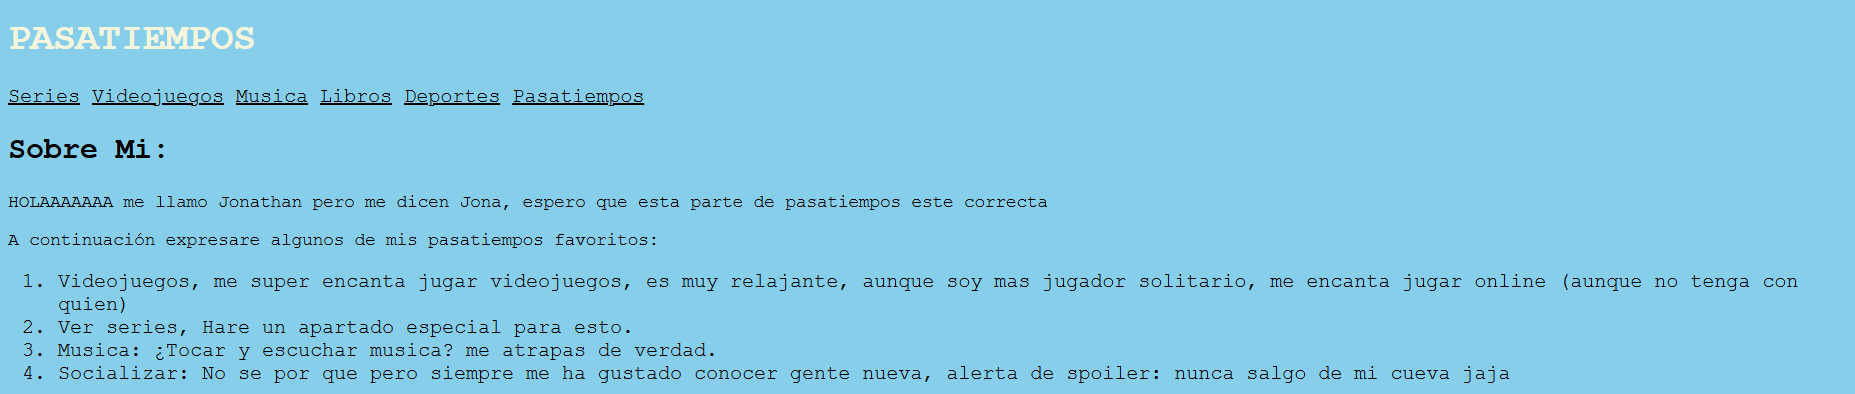 PASATIEMPOS
Series Videojuegos Musica Libros Deportes Pasatiempos
Sobre Mi:
HOLAAAAAAA me llamo Jonathan pero me dicen Jona, espero que esta parte de pasatiempos este correcta
A continuación expresare algunos de mis pasatiempos favoritos:
1. Videojuegos, me super encanta jugar videojuegos, es muy relajante, aunque soy mas jugador solitario, me encanta jugar online (aunque no tenga con
quien)
2. Ver series, Hare un apartado especial para esto.
3. Musica: ¿Tocar y escuchar musica? me atrapas de verdad.
4. Socializar: No se por que pero siempre me ha gustado conocer gente nueva, alerta de spoiler: nunca salgo de mi cueva jaja